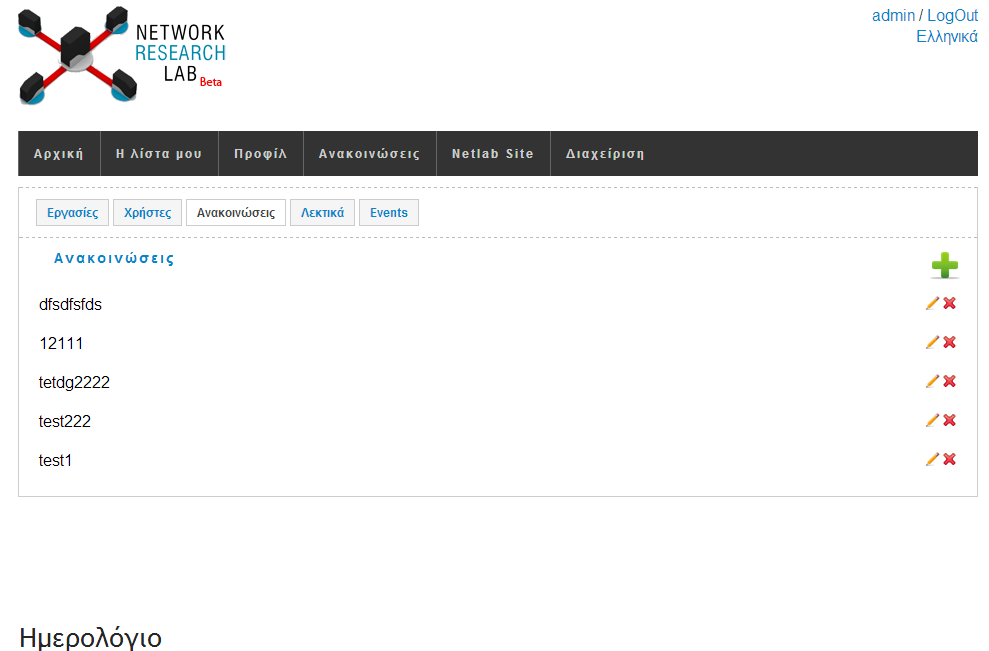 NETWORK
RESEARCH
LAB Beta
admin / LogOut
Ελληνικά
Αρχική Η λίστα μου Προφίλ Ανακοινώσεις Netlab Site Διαχείριση
Εργασίες Χρήστες Ανακοινώσεις Λεκτικά Events
Ανακοινώσεις
dfsdfsfds
12111
tetdg2222
test222
test1
Ημερολόγιο